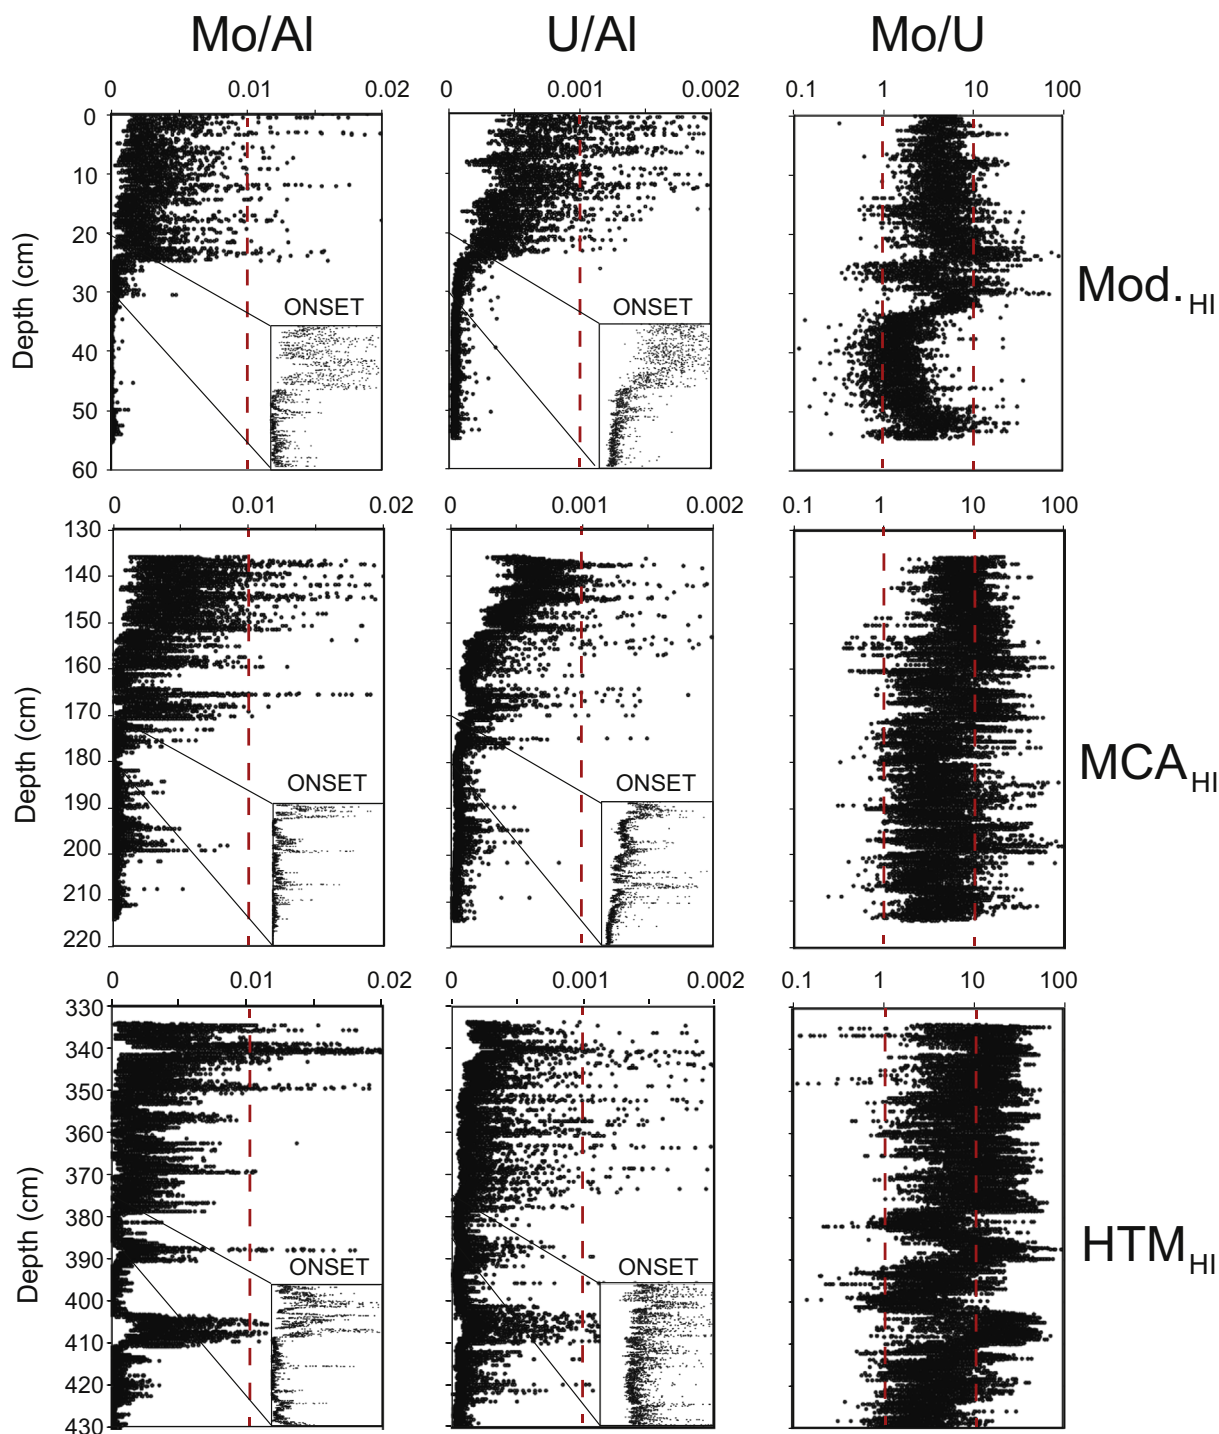 Mo/Al U/Al Mo/U
0 0.01 0.02 0 0.001 0.002 0.1 1 10 100
0
10
20
30
40
50
60
Depth (cm)
ONSET ONSET
Mod.HI
0 0.01 0.02 0 0.001 0.002 0.1 1 10 100
130
140
150
160
170
180
190
200
210
220
Depth (cm)
ONSET ONSET
MCAHI
0 0.01 0.02 0 0.001 0.002 0.1 1 10 100
330
340
350
360
370
380
390
400
410
420
430
Depth (cm)
ONSET ONSET
HTMHI